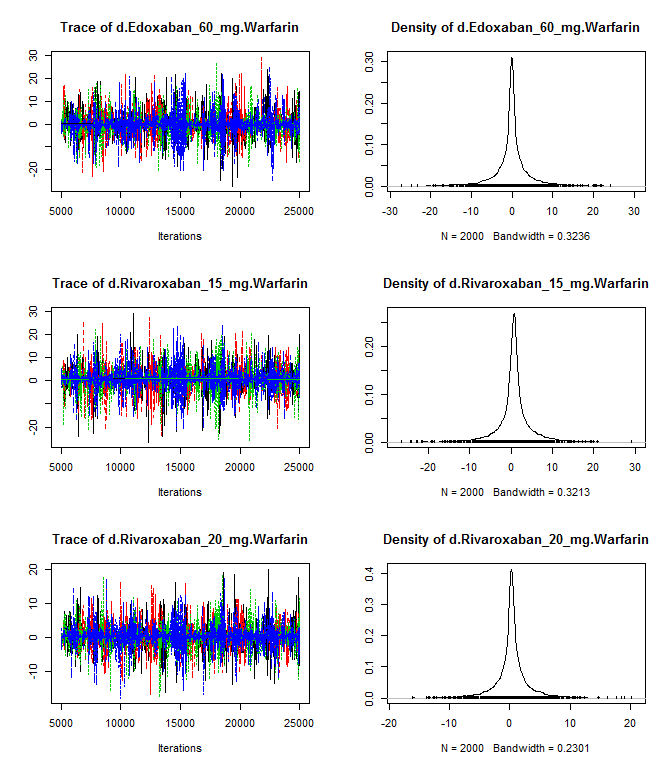 Trace of d.Edoxaban_60_mg.Warfarin
30
20
10
0
-20
5000 10000 15000 20000 25000
Iterations
Density of d.Edoxaban_60_mg.Warfarin
0.30
0.20
0.10
0.00
-30 -20 -10 0 10 20 30
N = 2000 Bandwidth = 0.3236
Trace of d.Rivaroxaban_15_mg.Warfarin
30
20
10
0
-20
5000 10000 15000 20000 25000
Iterations
Density of d.Rivaroxaban_15_mg.Warfarin
0.20
0.10
0.00
-20 -10 0 10 20 30
N = 2000 Bandwidth = 0.3213
Trace of d.Rivaroxaban_20_mg.Warfarin
20
10
0
-10
5000 10000 15000 20000 25000
Iterations
Density of d.Rivaroxaban_20_mg.Warfarin
0.4
0.3
0.2
0.1
0.0
-20 -10 0 10 20
N = 2000 Bandwidth = 0.2301